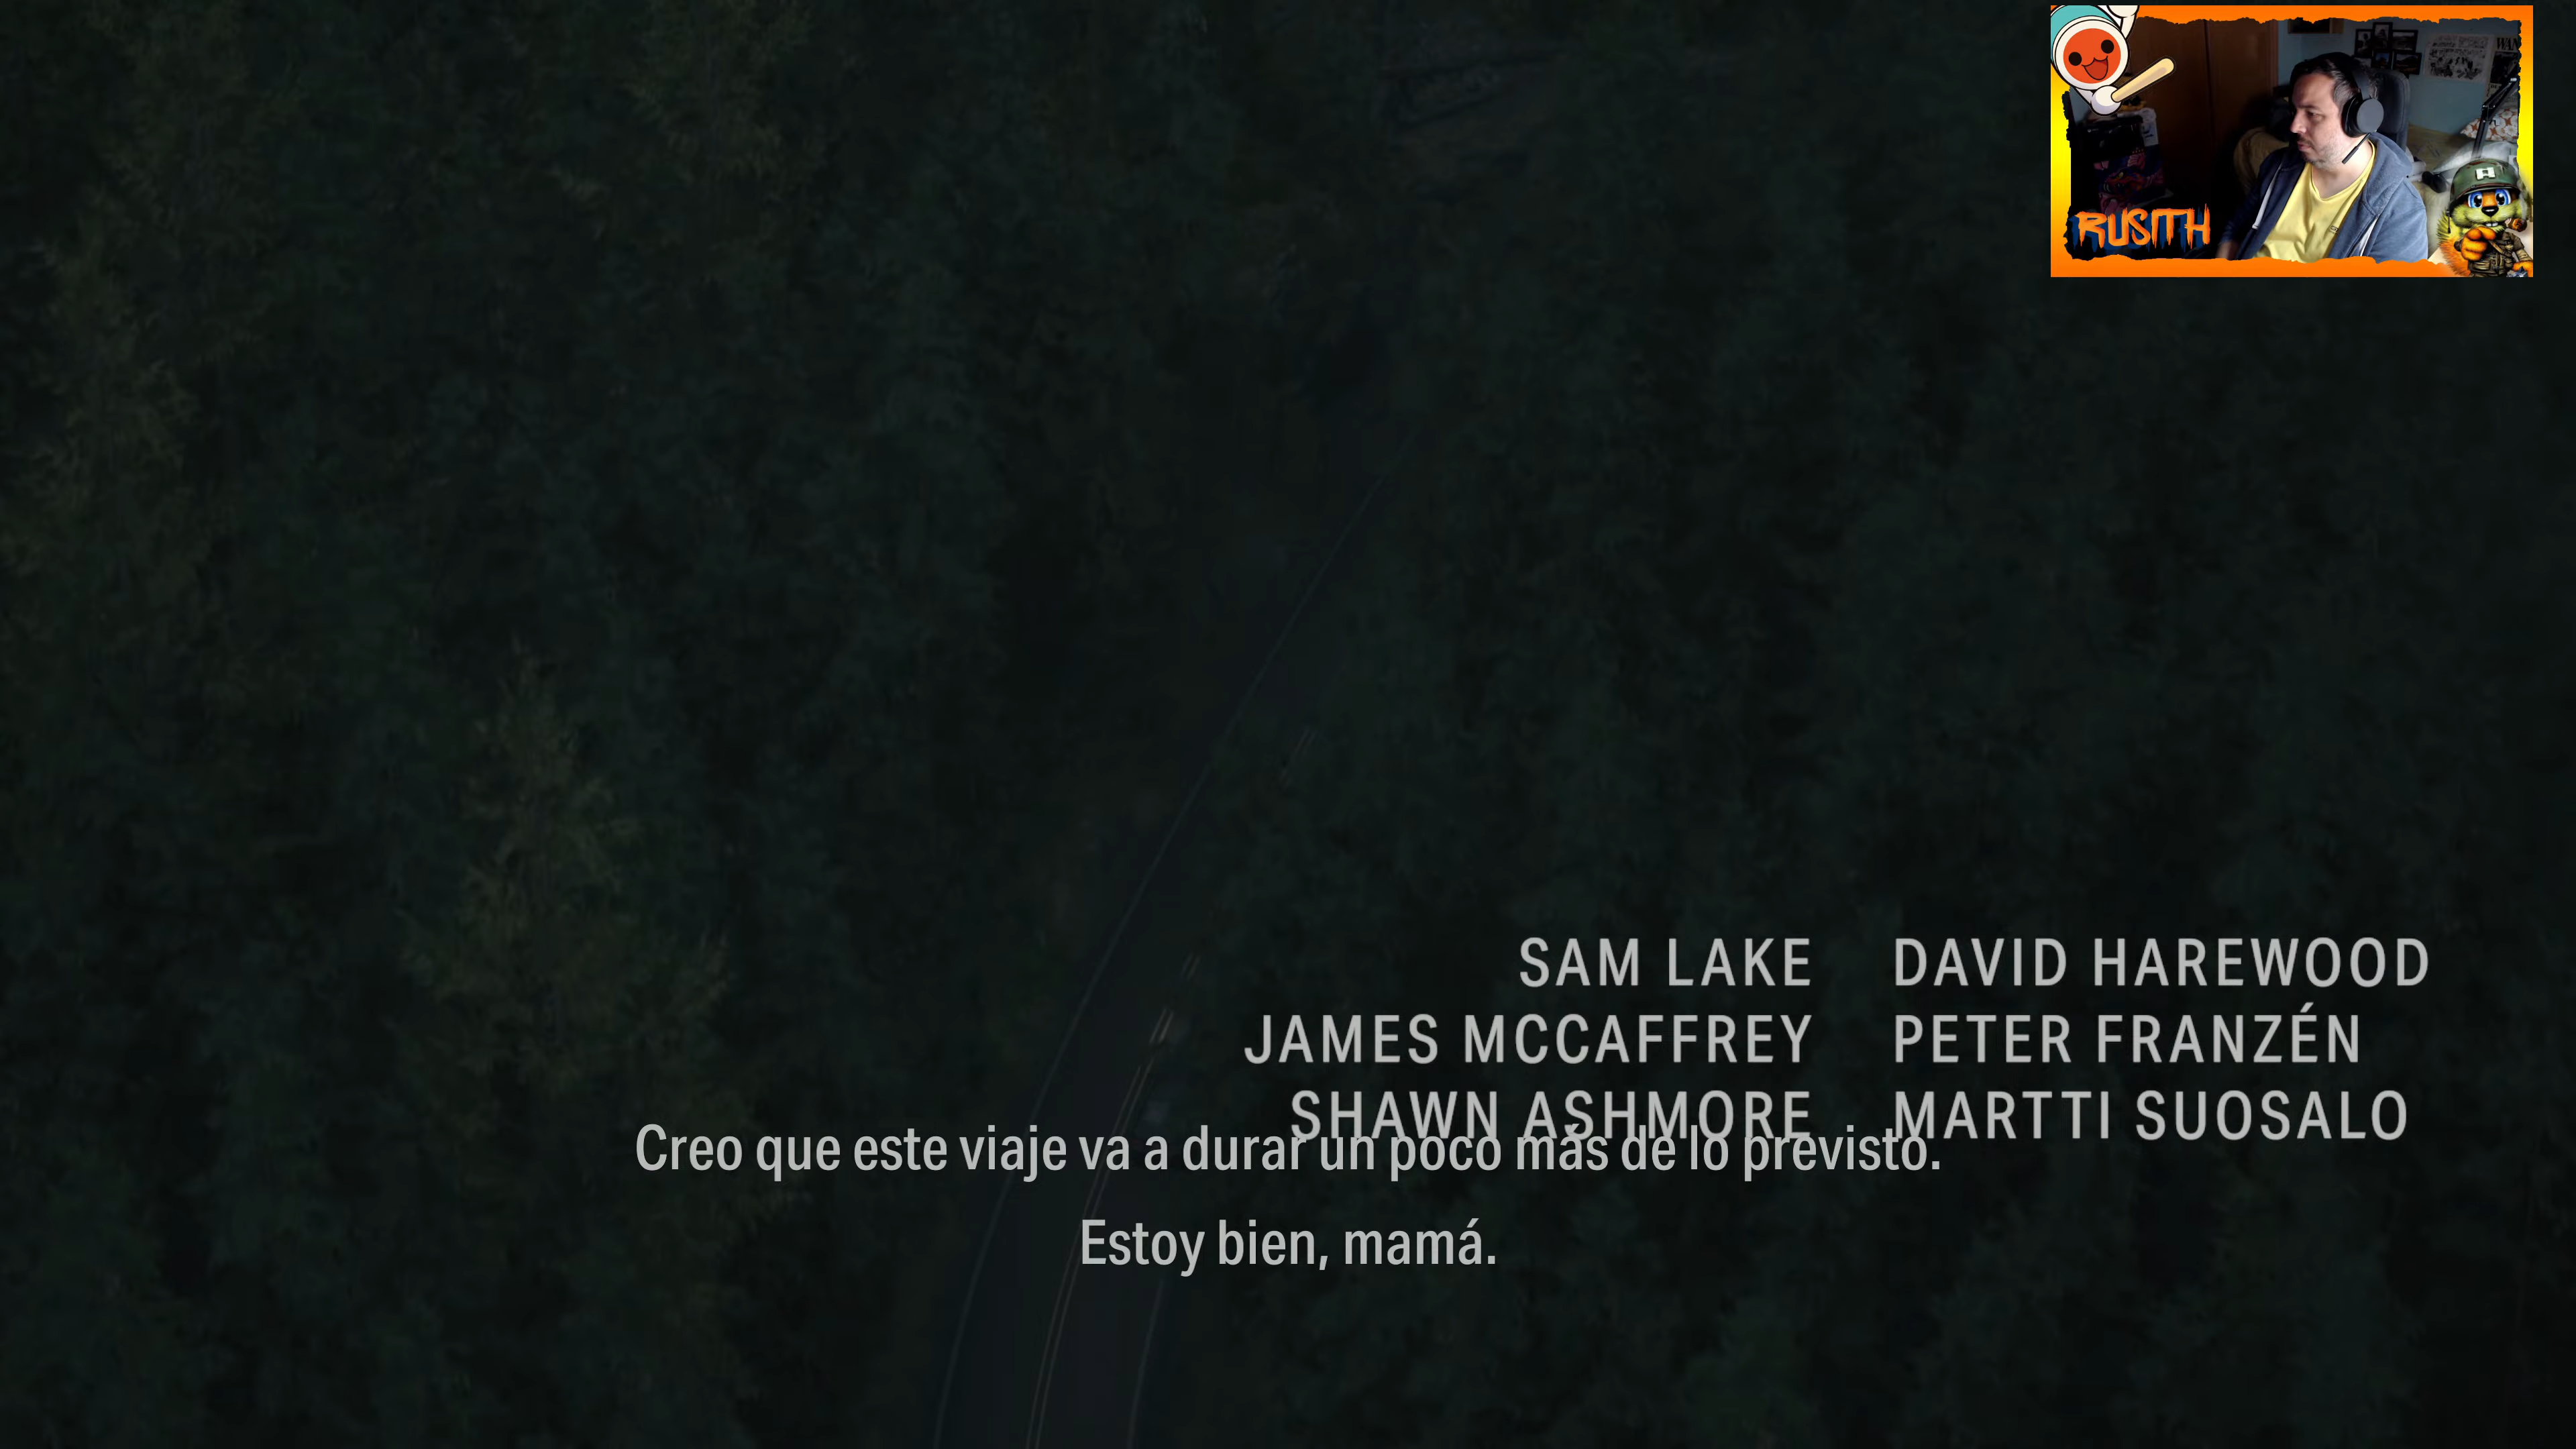 RUSITH
SAM LAKE DAVID HAREWOOD
JAMES MCCAFFREY PETER FRANZÉN
SHAWN ASHMORE MARTTI SUOSALO
Creo que este viaje va a durar un poco más de lo previsto.
Estoy bien, mamá.